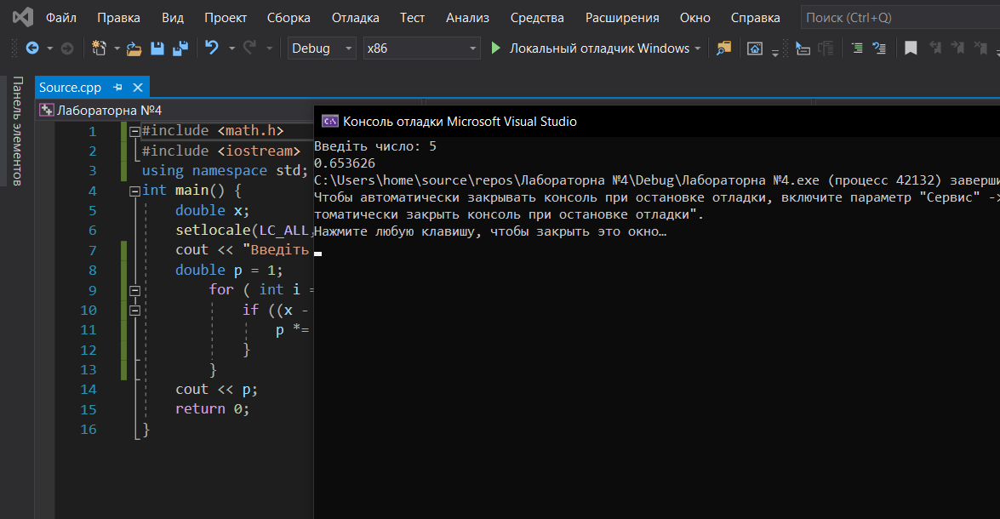 Файл Правка Вид Проект Сборка Отладка Тест Анализ Средства Расширения Окно Справка Поиск (Ctrl+Q)
Debug x86 Локальный отладчик Windows
Панель элементов
Source.cpp
Лабораторна №4
1 #include <math.h>
2 #include <iostream>
3 using namespace std;
4 int main() {
5 double x;
6 setlocale(LC_ALL,
7 cout << "Введіть
8 double p = 1;
9 for ( int i =
10 if ((x -
11 p *=
12 }
13 }
14 cout << p;
15 return 0;
16 }
Консоль отладки Microsoft Visual Studio
Введіть число: 5
0.653626
C:\Users\home\source\repos\Лабораторна №4\Debug\Лабораторна №4.exe (процесс 42132) заверши
Чтобы автоматически закрывать консоль при остановке отладки, включите параметр "Сервис" ->
томатически закрыть консоль при остановке отладки".
Нажмите любую клавишу, чтобы закрыть это окно…